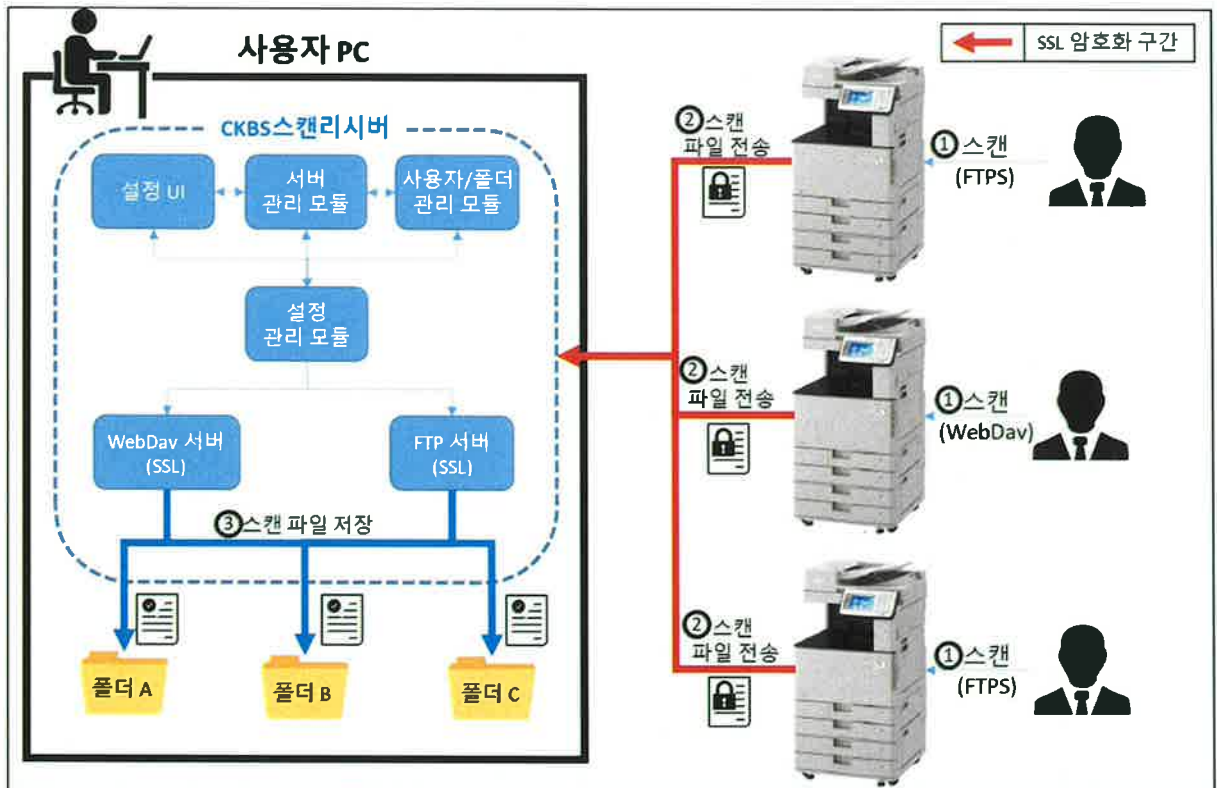 사용자 PC
SSL 암호화 구간
CKBS스캔리시버
설정 UI
서버
관리 모듈
사용자/폴더
관리 모듈
설정
관리 모듈
WebDav 서버
(SSL)
FTP 서버
(SSL)
③스캔 파일 저장
폴더 A
폴더 B
폴더 C
②스캔
파일 전송
①스캔
(FTPS)
②스캔
파일 전송
①스캔
(WebDav)
②스캔
파일 전송
①스캔
(FTPS)